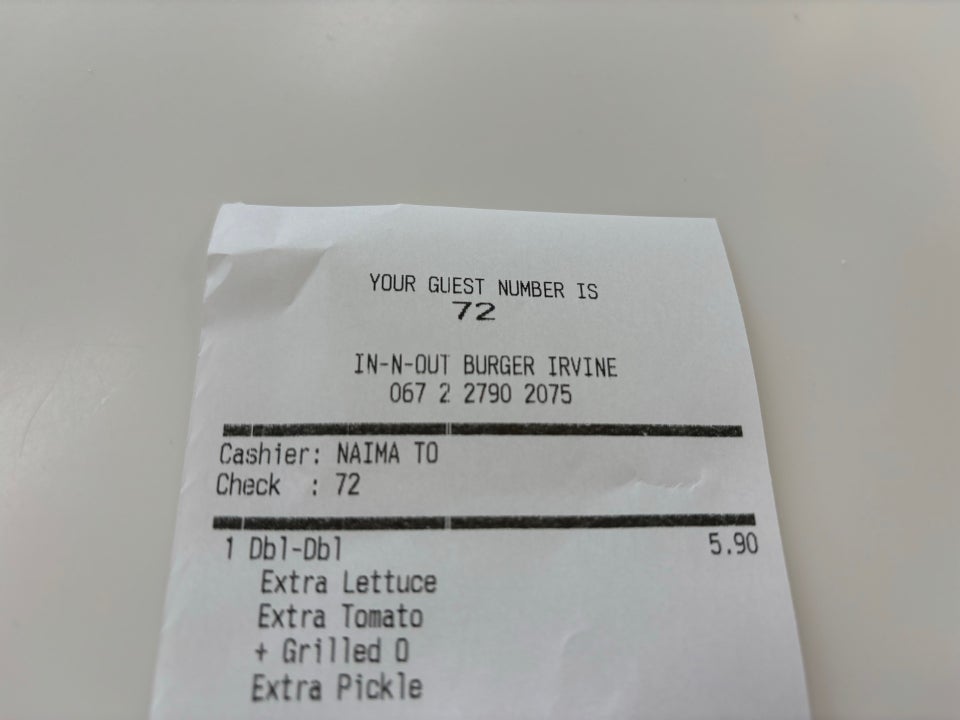 YOUR GUEST NUMBER IS
72
IN-N-OUT BURGER IRVINE
067 2 2790 2075
Cashier: NAIMA TO
Check : 72
1 Dbl-Dbl 5.90
Extra Lettuce
Extra Tomato
+ Grilled O
Extra Pickle